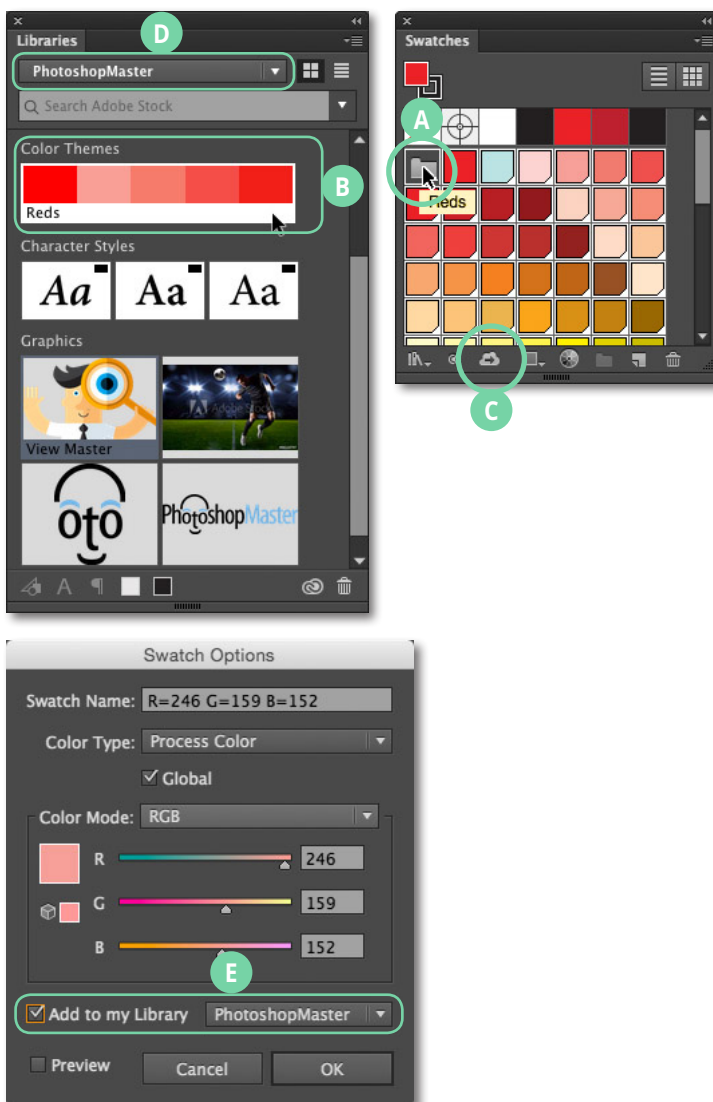 Libraries
D
PhotoshopMaster
Search Adobe Stock
Color Themes
B
Reds
Character Styles
Aa Aa Aa
Graphics
View Master
Adobe Stock
oto
PhotoshopMaster
Swatches
A
Reds
C
Swatch Options
Swatch Name: R=246 G=159 B=152
Color Type: Process Color
Global
Color Mode: RGB
R 246
G 159
B 152
E
Add to my Library PhotoshopMaster
Preview Cancel OK